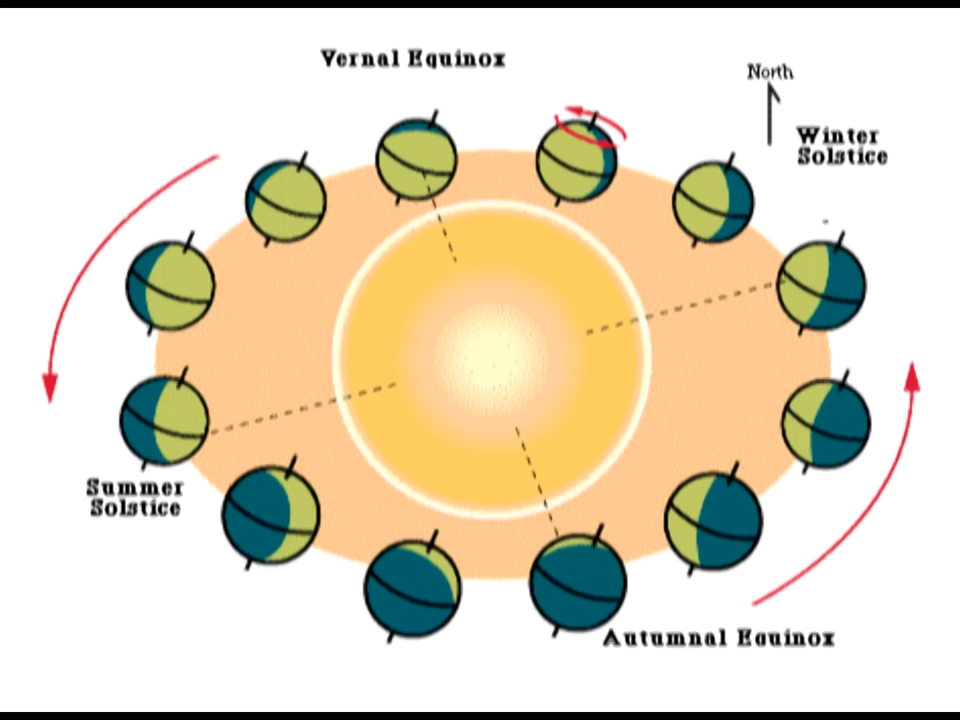 Vernal Equinox
North
Winter
Solstice
Summer
Solstice
Autumnal Equinox